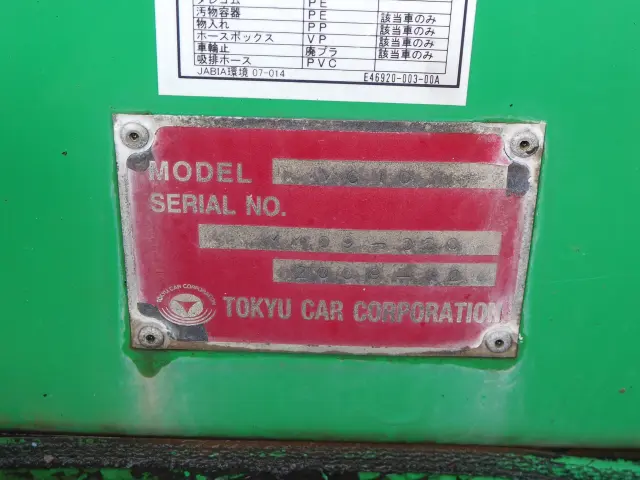 PE
汚物容器 PE 該当車のみ
物入れ PP 該当車のみ
ホースボックス VP 該当車のみ
車輪止 廃プラ 該当車のみ
吸排ホース PVC
JABIA環境 07-014 E46920-003-00A
MODEL
SERIAL NO.
TOKYU CAR CORPORATION
TOKYU CAR CORPORATION